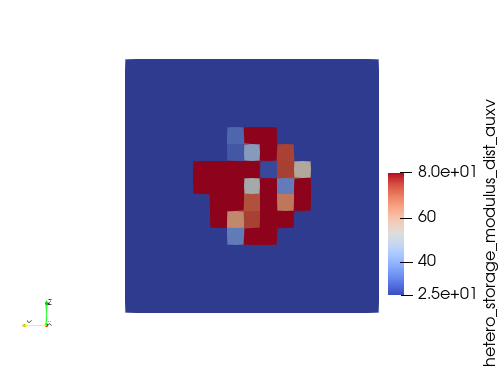 8.0e+01
60
40
2.5e+01
hetero_storage_modulus_dist_auxv
Z